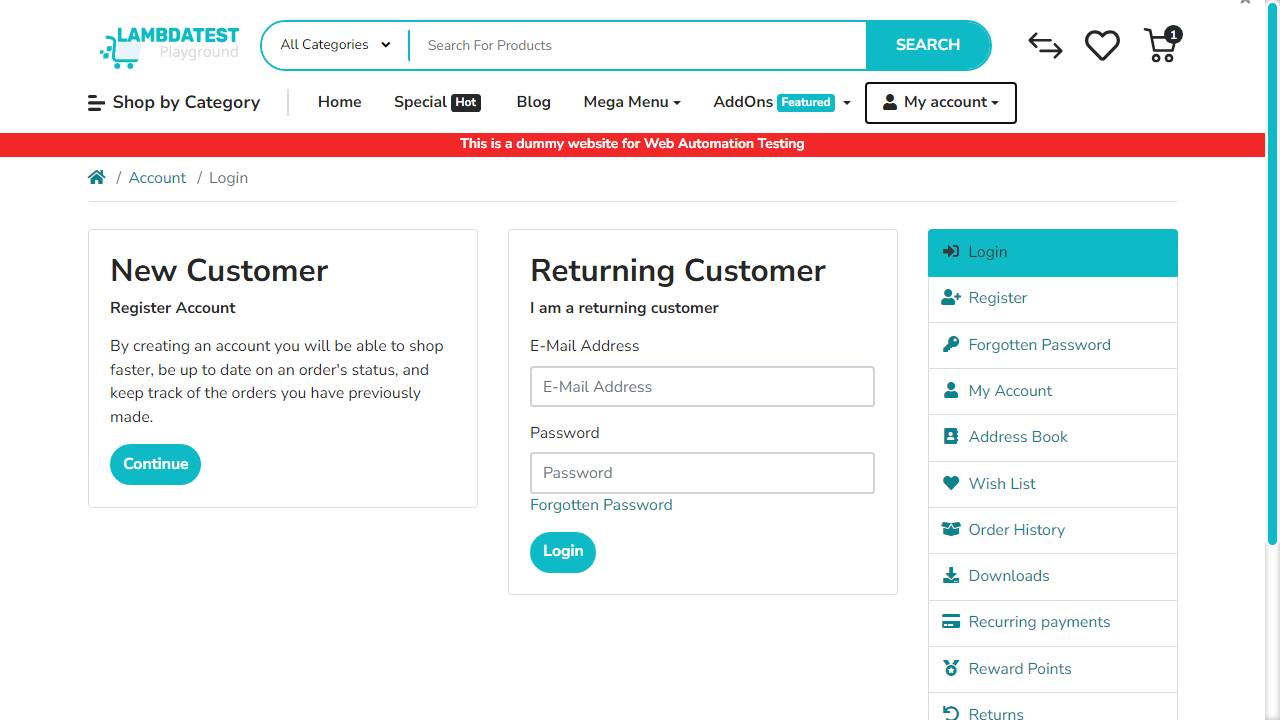 LAMBDATEST
Playground
All Categories
Search For Products
SEARCH
1
Shop by Category
Home
Special Hot
Blog
Mega Menu
AddOns Featured
My account
This is a dummy website for Web Automation Testing
/ Account / Login
New Customer
Register Account
By creating an account you will be able to shop
faster, be up to date on an order's status, and
keep track of the orders you have previously
made.
Continue
Returning Customer
I am a returning customer
E-Mail Address
E-Mail Address
Password
Password
Forgotten Password
Login
Login
Register
Forgotten Password
My Account
Address Book
Wish List
Order History
Downloads
Recurring payments
Reward Points
Returns